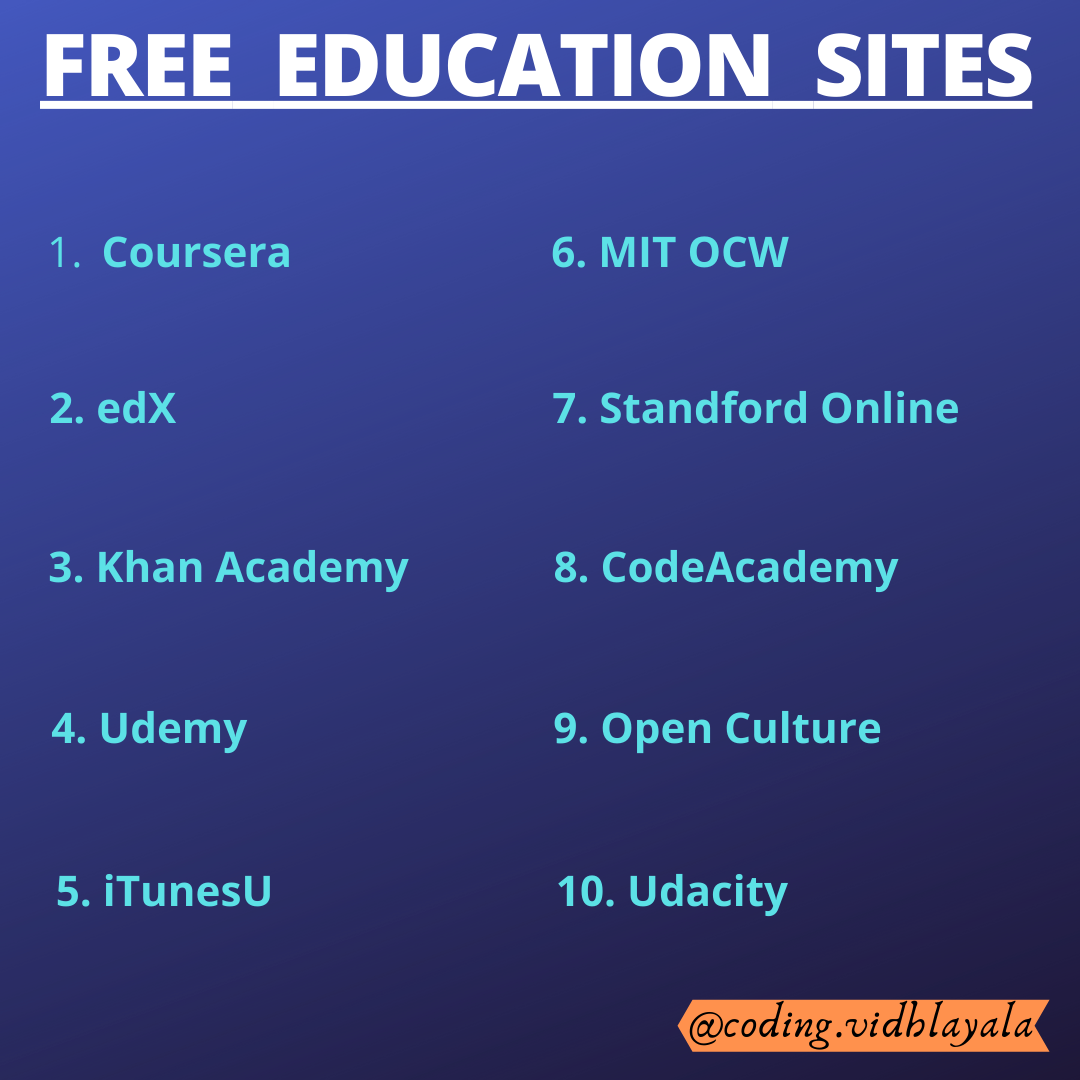 FREE EDUCATION SITES
1. Coursera
2. edX
3. Khan Academy
4. Udemy
5. iTunesU
6. MIT OCW
7. Standford Online
8. CodeAcademy
9. Open Culture
10. Udacity
@coding.vidhlayala